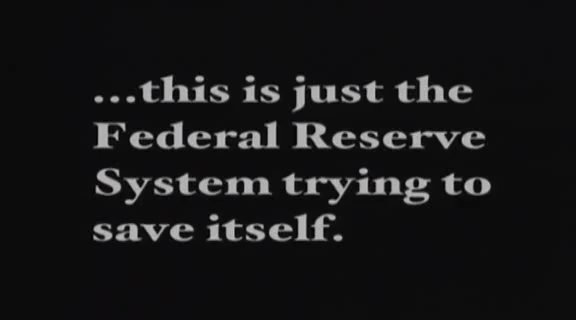 ...this is just the
Federal Reserve
System trying to
save itself.